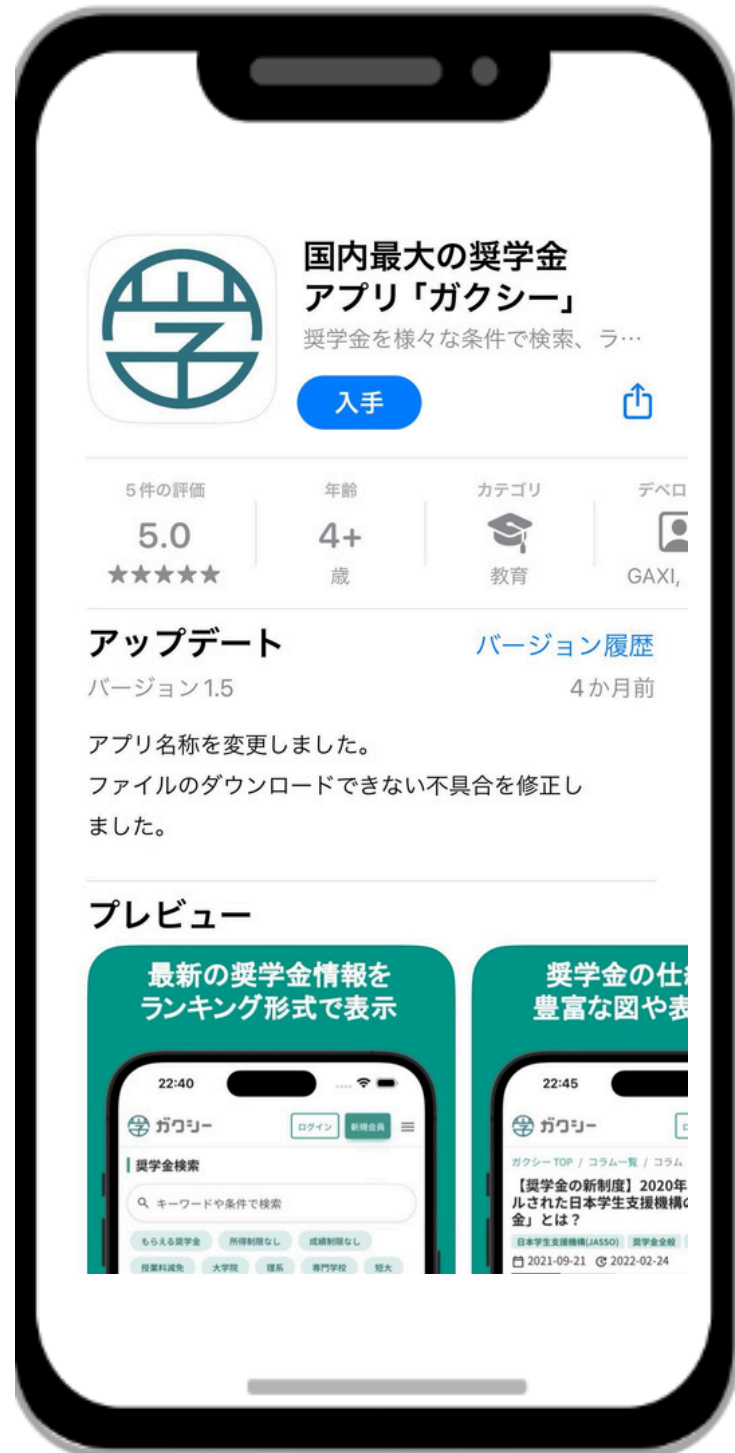 国内最大の奨学金
アプリ「ガクシー」
奨学金を様々な条件で検索、ラ…
入手
5件の評価
年齢
カテゴリ
デベロ
5.0
4+
★★★★★
歳
教育
GAXI,
アップデート
バージョン履歴
バージョン 1.5
4か月前
アプリ名称を変更しました。
ファイルのダウンロードできない不具合を修正し
ました。
プレビュー
最新の奨学金情報を
ランキング形式で表示
22:40
ガクシー
ログイン
新規会員
奨学金検索
キーワードや条件で検索
もらえる奨学金
所得制限なし
成績制限なし
授業料減免
大学院
理系
専門学校
短大
奨学金の仕
豊富な図や表
22:45
ガクシー
ガクシーTOP / コラム一覧 / コラム
【奨学金の新制度】2020年
ルされた日本学生支援機構の
金」とは？
日本学生支援機構(JASSO)
奨学金全般
2021-09-21
2022-02-24